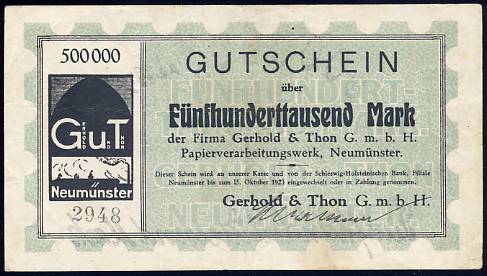 500000
GuT
Neumünster
2948
GUTSCHEIN
über
Fünfhunderttausend Mark
der Firma Gerhold & Thon G. m. b. H.
Papierverarbeitungswerk, Neumünster.
Dieser Schein wird an unserer Kasse und von der Schleswig-Holsteinischen Bank, Filiale
Neumünster bis zum 15. Oktober 1923 eingewechselt oder in Zahlung genommen.
Gerhold & Thon G. m. b. H.